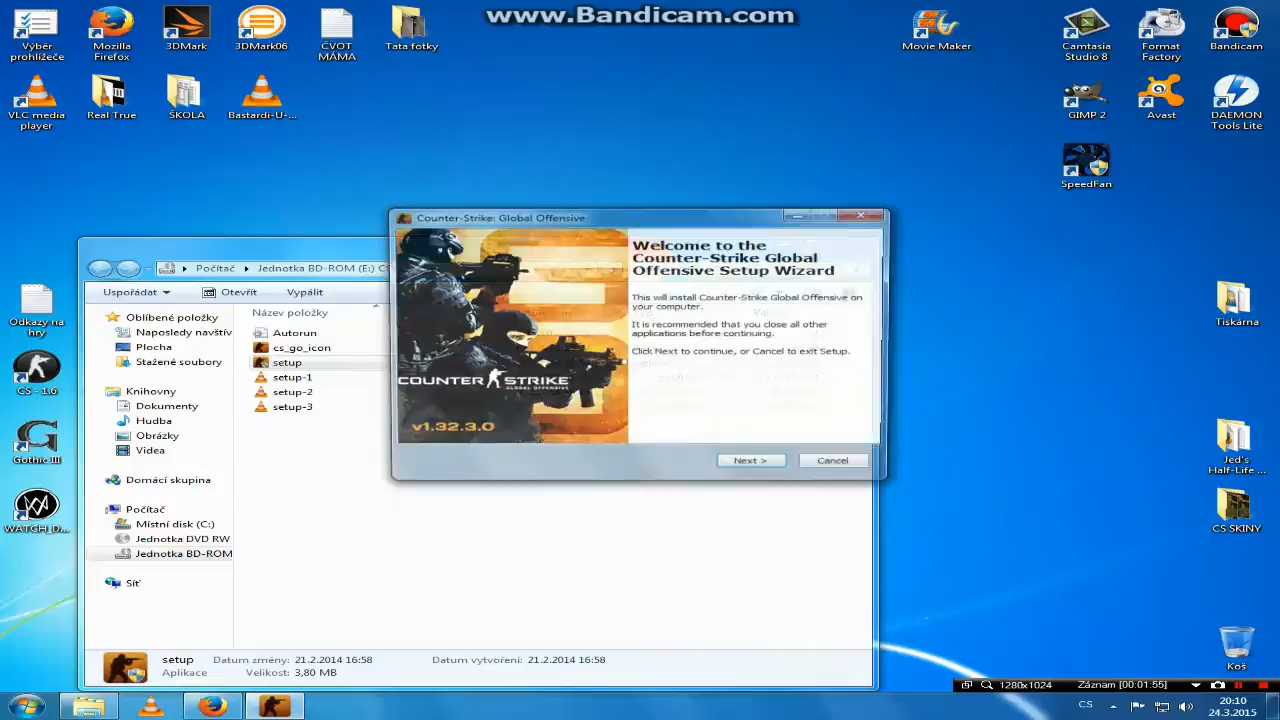 www.Bandicam.com
Výběr
prohlížeče
Mozilla
Firefox
3DMark
3DMark06
ČVOT
MÁMA
Tata fotky
Movie Maker
Camtasia
Studio 8
Format
Factory
Bandicam
VLC media
player
Real True
ŠKOLA
Bastardi-U-...
GIMP 2
Avast
DAEMON
Tools Lite
SpeedFan
Counter-Strike: Global Offensive
Welcome to the
Counter-Strike Global
Offensive Setup Wizard
This will install Counter-Strike Global Offensive on
your computer.
It is recommended that you close all other
applications before continuing.
Click Next to continue, or Cancel to exit Setup.
COUNTER STRIKE
GLOBAL OFFENSIVE
v1.32.3.0
Next >
Cancel
Počítač
Jednotka BD-ROM (E:) CS
Uspořádat
Otevřít
Vypálit
Oblíbené položky
Naposledy navštív
Plocha
Stažené soubory
Knihovny
Dokumenty
Hudba
Obrázky
Videa
Domácí skupina
Počítač
Místní disk (C:)
Jednotka DVD RW
Jednotka BD-ROM
Síť
Název položky
Autorun
cs_go_icon
setup
setup-1
setup-2
setup-3
setup
Datum změny: 21.2.2014 16:58
Datum vytvoření: 21.2.2014 16:58
Aplikace
Velikost: 3,80 MB
Odkazy na
hry
CS - 1.6
Gothic III
WATCH_D...
Tiskárna
Jed's
Half-Life ...
CS SKINY
Koš
1280x1024
Záznam [00:01:55]
CS
20:10
24.3.2015